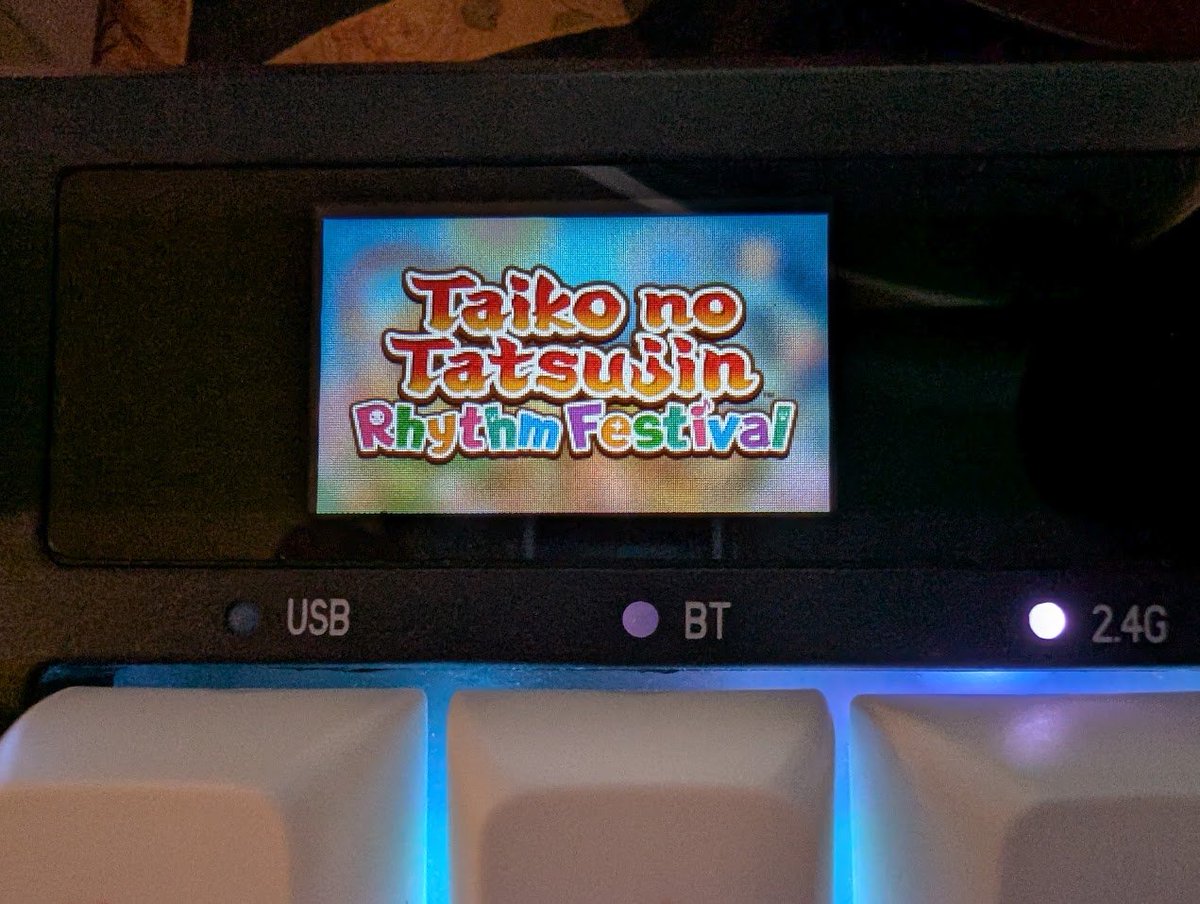 Taiko no
Tatsujin
Rhythm Festival
USB
BT
2.4G